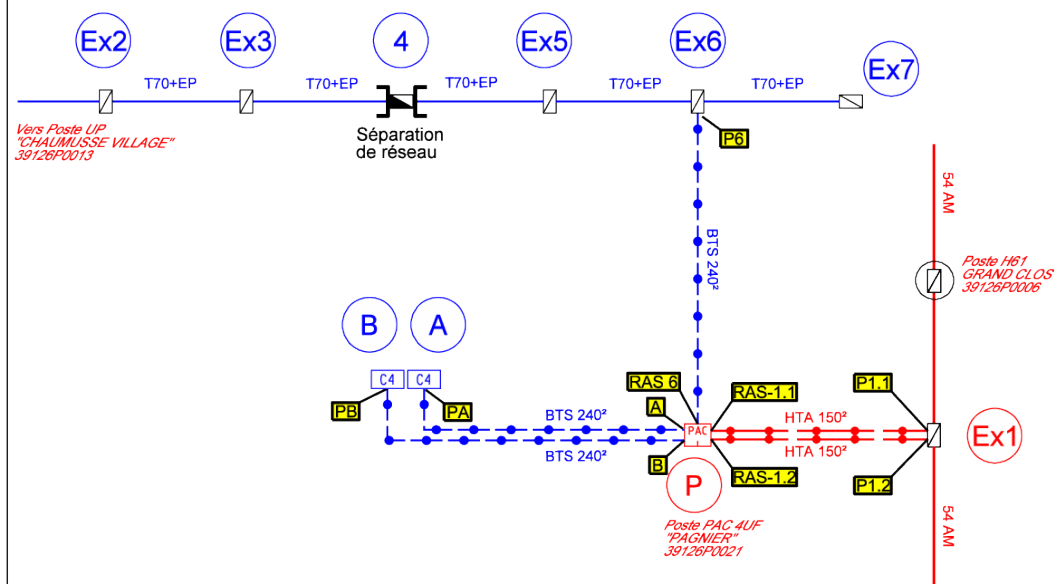 Ex2
Ex3
4
Ex5
Ex6
Ex7
T70+EP
T70+EP
T70+EP
T70+EP
T70+EP
Vers Poste UP
"CHAUMUSSE VILLAGE"
39126P0013
Séparation
de réseau
P6
54 AM
BTS 240²
Poste H61
GRAND CLOS
39126P0006
B
A
C4
C4
RAS 6
RAS-1.1
P1.1
PB
PA
A
BTS 240²
HTA 150²
PAC
Ex1
BTS 240²
HTA 150²
B
RAS-1.2
P1.2
P
Poste PAC 4UF
"PAGNIER"
39126P0021
54 AM